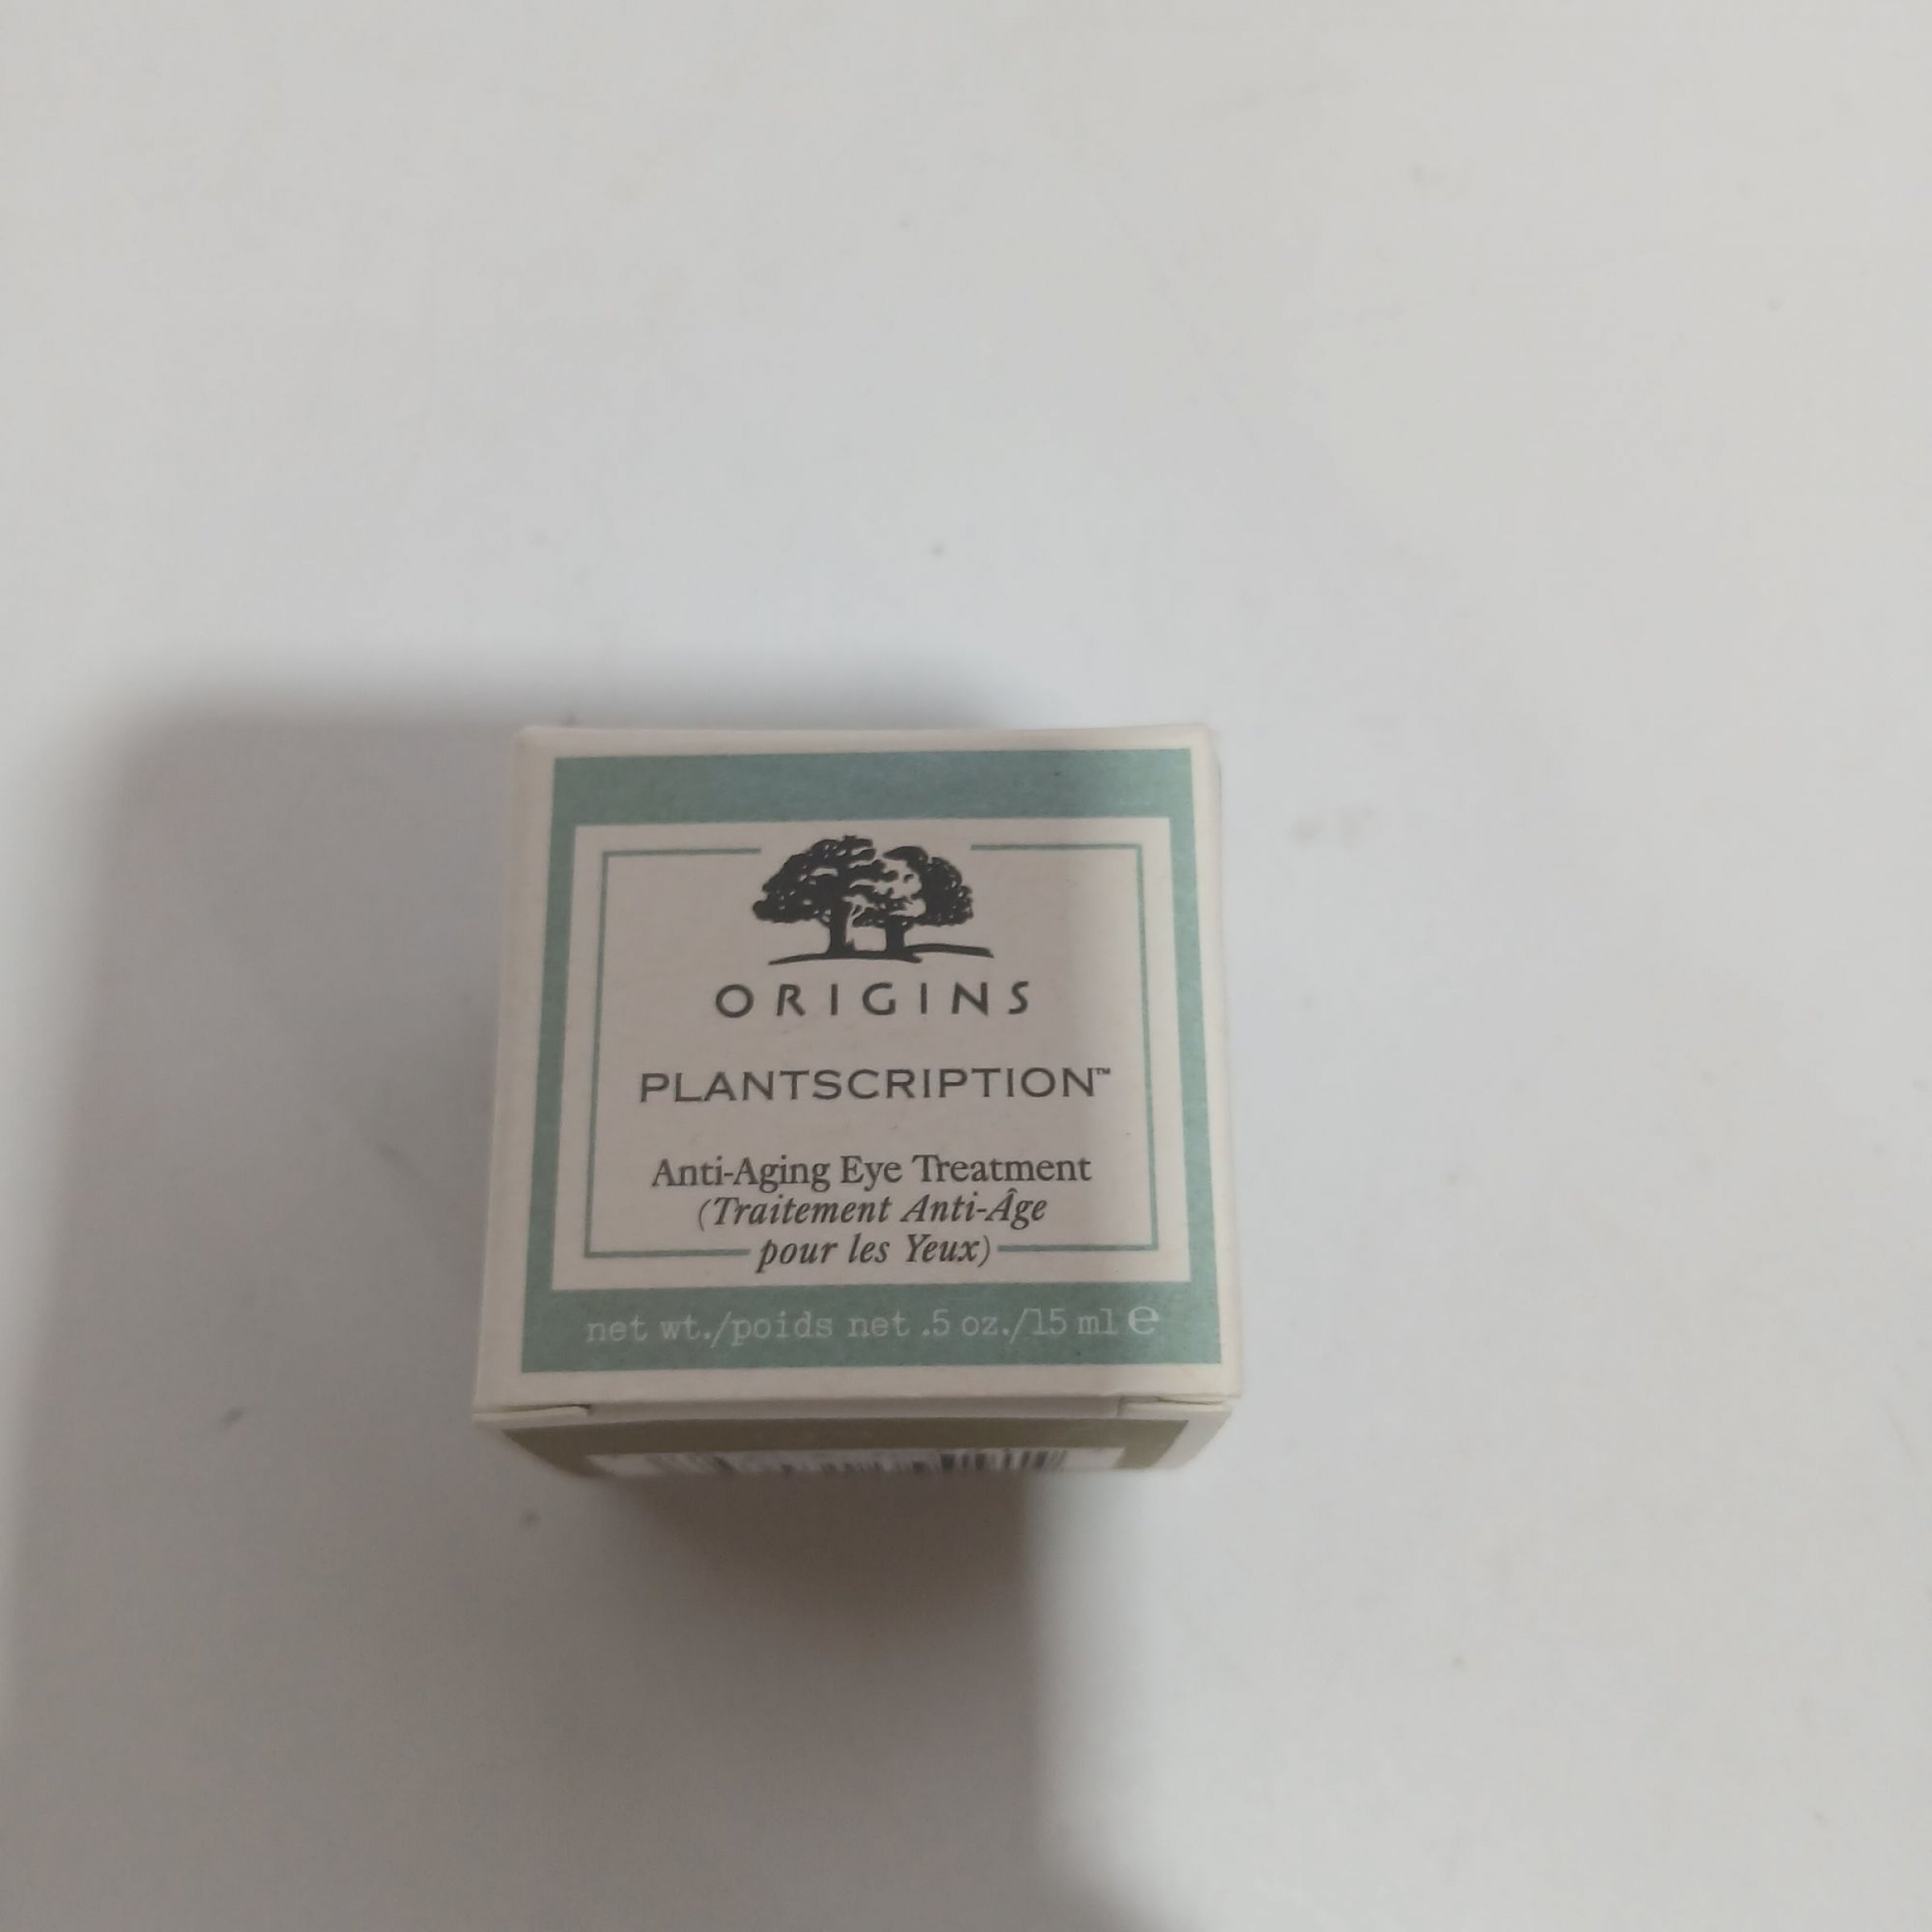 ORIGINS
PLANTSCRIPTION™
Anti-Aging Eye Treatment
(Traitement Anti-Âge
pour les Yeux)
net wt./poids net .5 oz./15 ml ℮